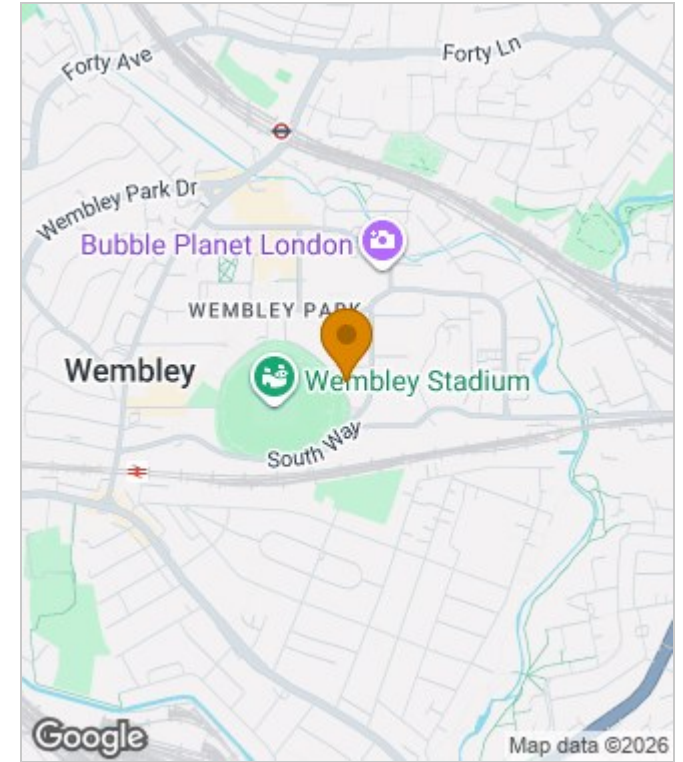 Forty Ave
Forty Ln
Wembley Park Dr
Bubble Planet London
WEMBLEY PARK
Wembley
Wembley Stadium
South Way
Google
Map data ©2026